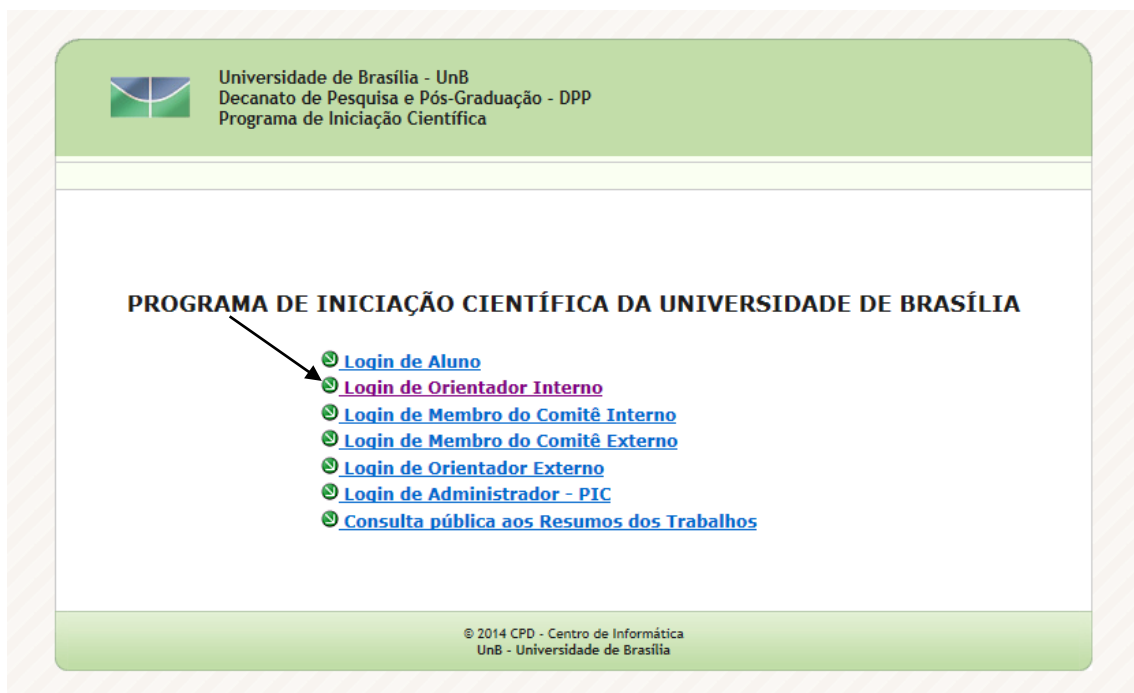 Universidade de Brasília - UnB
Decanato de Pesquisa e Pós-Graduação - DPP
Programa de Iniciação Científica
PROGRAMA DE INICIAÇÃO CIENTÍFICA DA UNIVERSIDADE DE BRASÍLIA
Login de Aluno
Login de Orientador Interno
Login de Membro do Comitê Interno
Login de Membro do Comitê Externo
Login de Orientador Externo
Login de Administrador - PIC
Consulta pública aos Resumos dos Trabalhos
© 2014 CPD - Centro de Informática
UnB - Universidade de Brasília